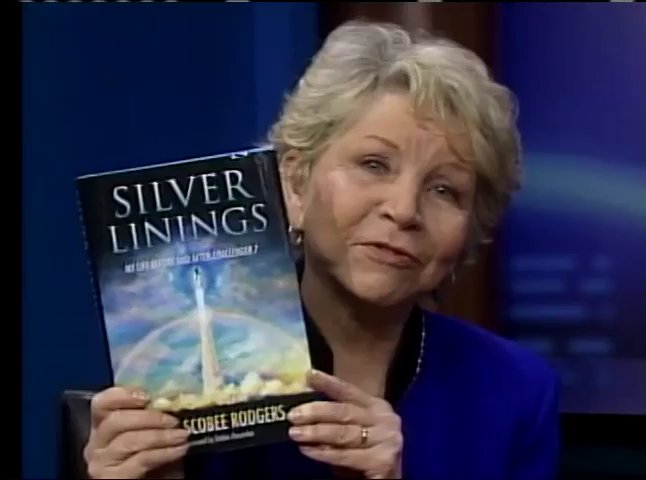 SILVER
LININGS
MY LIFE BEFORE AND AFTER CHALLENGER 7
SCOBEE RODGERS